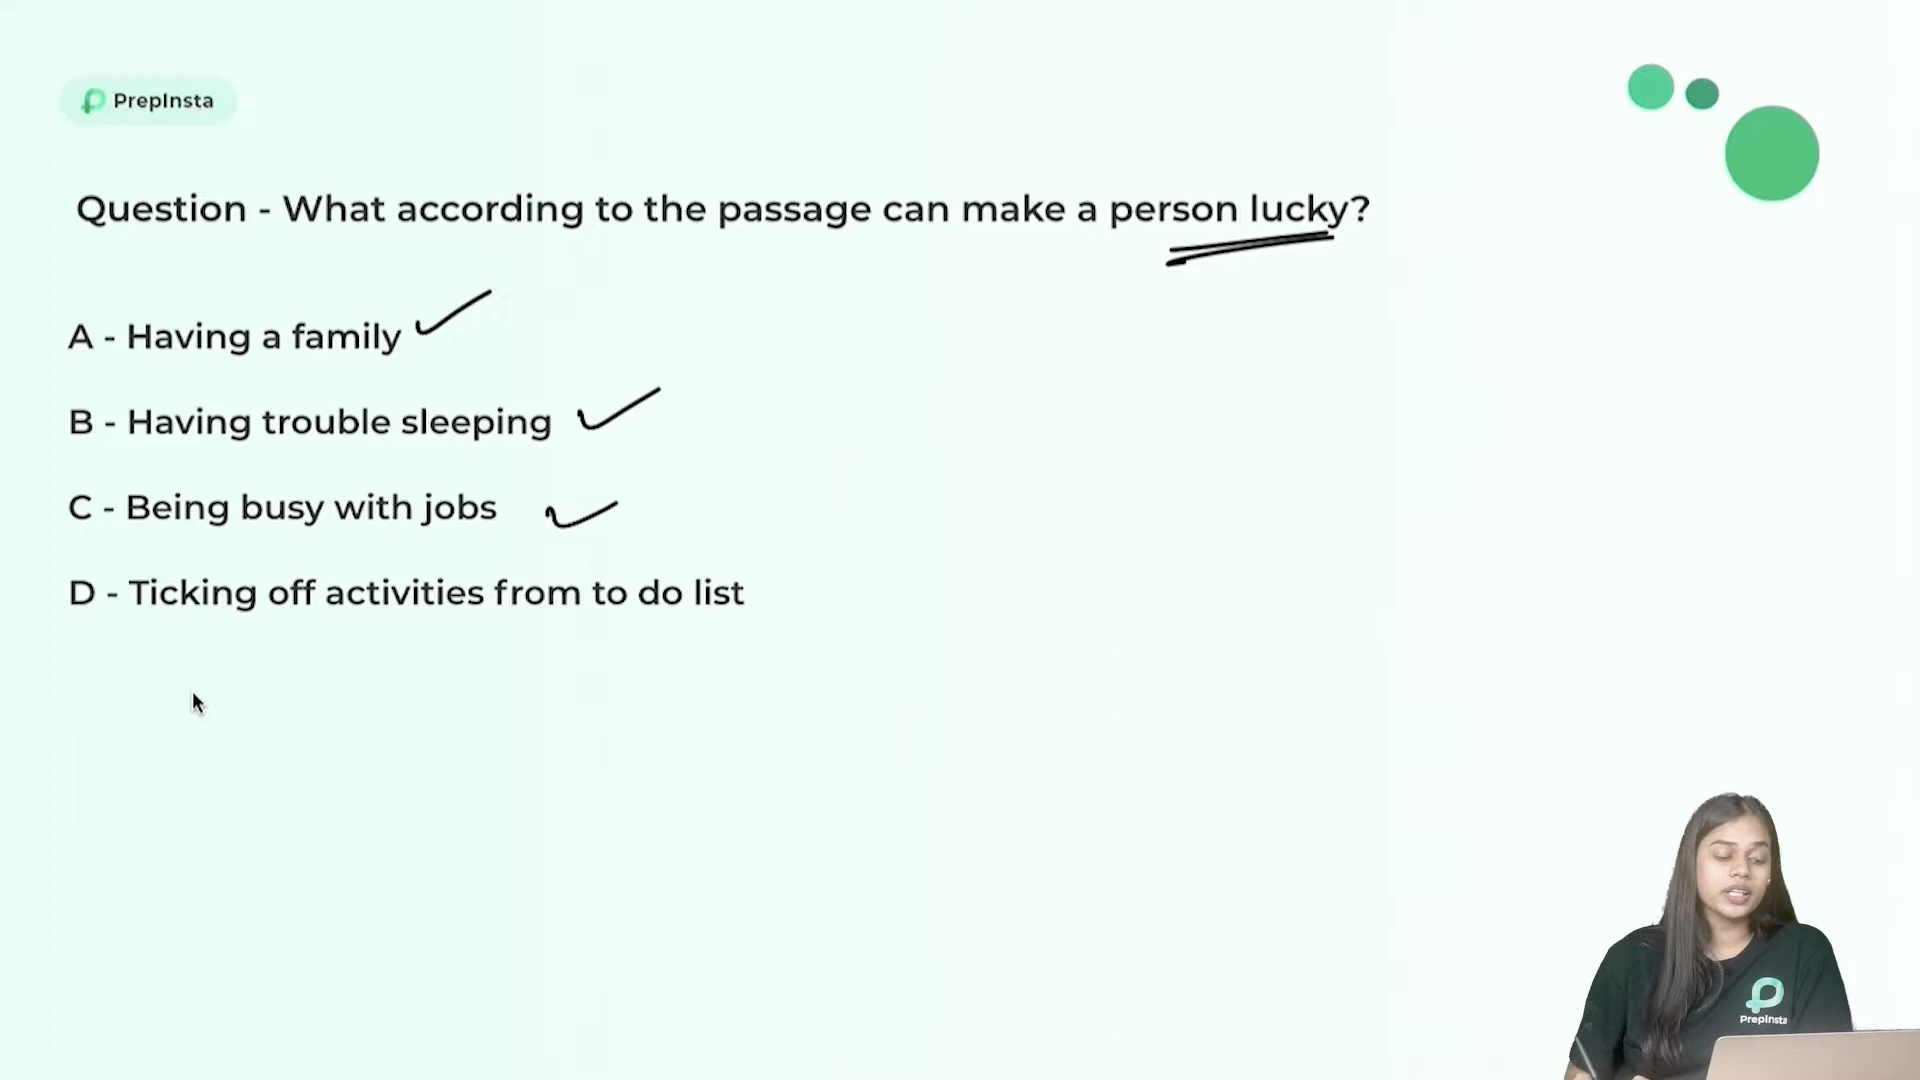 PrepInsta
Question - What according to the passage can make a person lucky?
A - Having a family
B - Having trouble sleeping
C - Being busy with jobs
D - Ticking off activities from to do list
PrepInsta